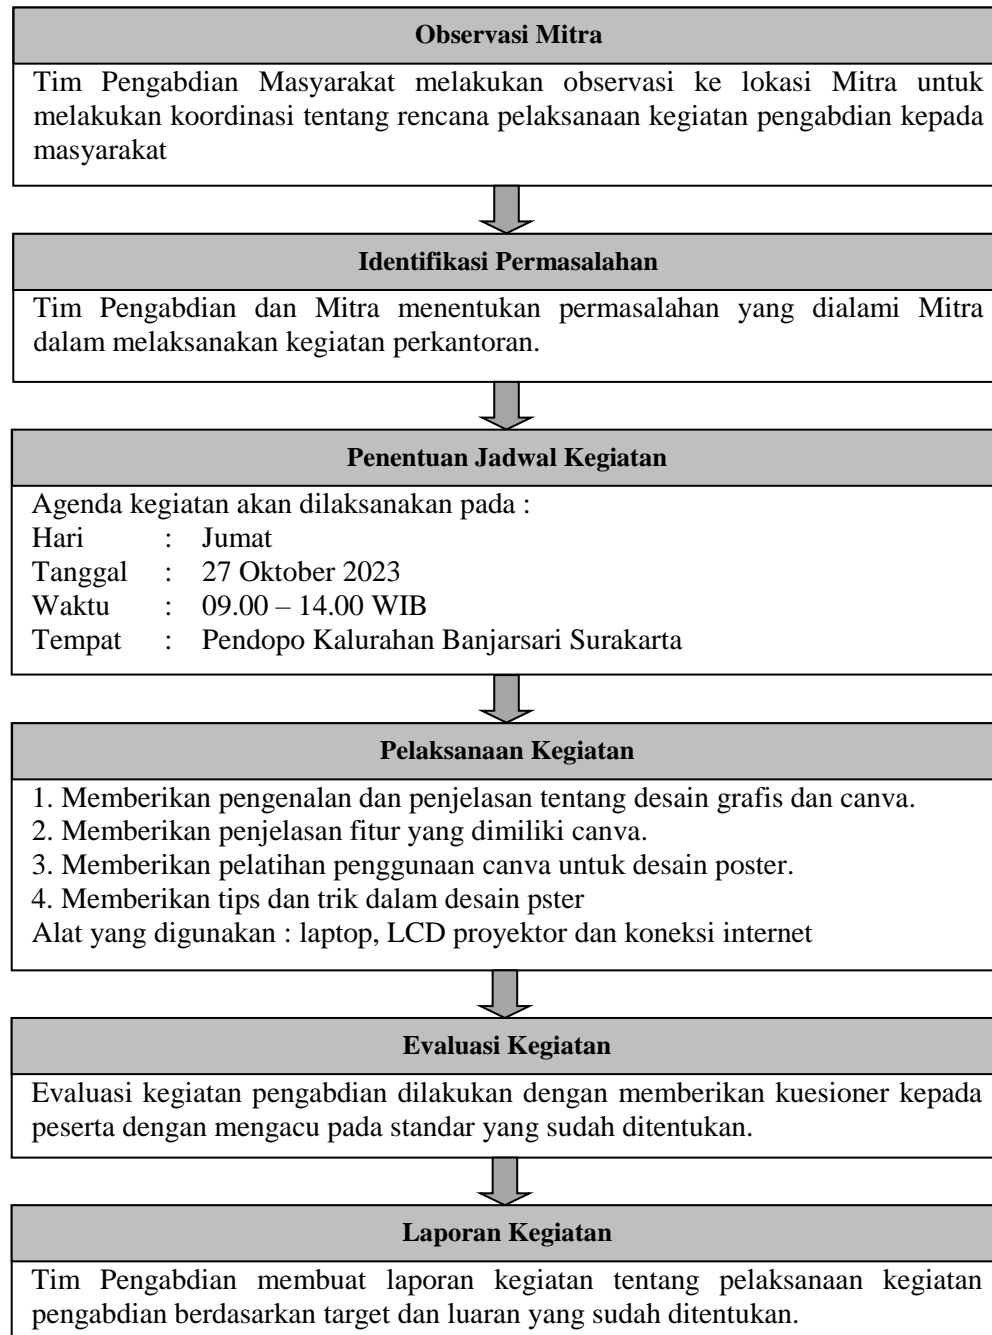 Observasi Mitra
Tim Pengabdian Masyarakat melakukan observasi ke lokasi Mitra untuk
melakukan koordinasi tentang rencana pelaksanaan kegiatan pengabdian kepada
masyarakat
Identifikasi Permasalahan
Tim Pengabdian dan Mitra menentukan permasalahan yang dialami Mitra
dalam melaksanakan kegiatan perkantoran.
Penentuan Jadwal Kegiatan
Agenda kegiatan akan dilaksanakan pada :
Hari : Jumat
Tanggal : 27 Oktober 2023
Waktu : 09.00 – 14.00 WIB
Tempat : Pendopo Kalurahan Banjarsari Surakarta
Pelaksanaan Kegiatan
1. Memberikan pengenalan dan penjelasan tentang desain grafis dan canva.
2. Memberikan penjelasan fitur yang dimiliki canva.
3. Memberikan pelatihan penggunaan canva untuk desain poster.
4. Memberikan tips dan trik dalam desain pster
Alat yang digunakan : laptop, LCD proyektor dan koneksi internet
Evaluasi Kegiatan
Evaluasi kegiatan pengabdian dilakukan dengan memberikan kuesioner kepada
peserta dengan mengacu pada standar yang sudah ditentukan.
Laporan Kegiatan
Tim Pengabdian membuat laporan kegiatan tentang pelaksanaan kegiatan
pengabdian berdasarkan target dan luaran yang sudah ditentukan.